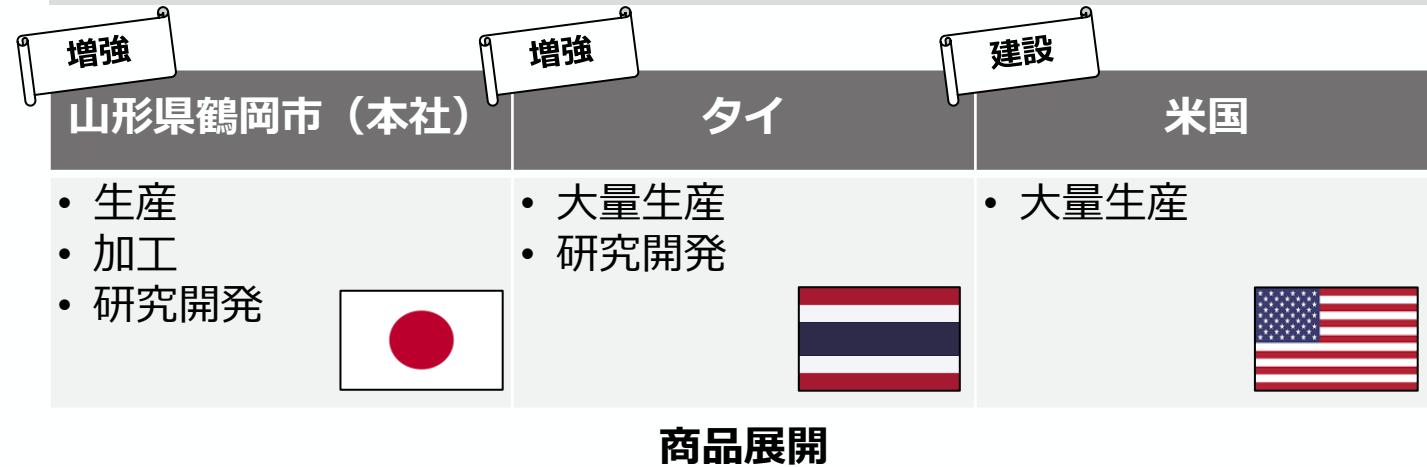 増強
増強
建設
山形県鶴岡市（本社）
タイ
米国
• 生産
• 加工
• 研究開発
• 大量生産
• 研究開発
• 大量生産
商品展開